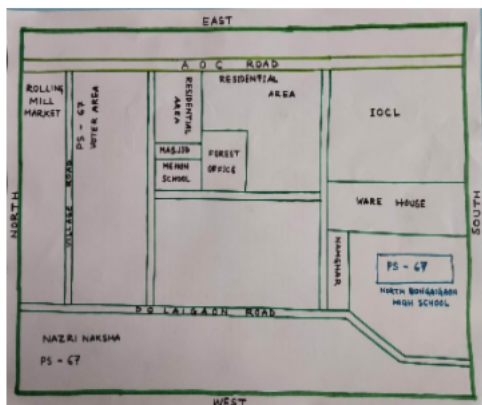 EAST
A O C ROAD
ROLLING
MILL
MARKET
PS - 67
VOTER AREA
VILLAGE ROAD
RESIDENTIAL
AREA
RESIDENTIAL
AREA
MASJID
SCHOOL
FOREST
OFFICE
IOCL
WARE HOUSE
NAMGHAR
PS - 67
NORTH BONGAIGAON
HIGH SCHOOL
NORTH
SOUTH
DOLAIGAON ROAD
NAZRI NAKSHA
PS - 67
WEST